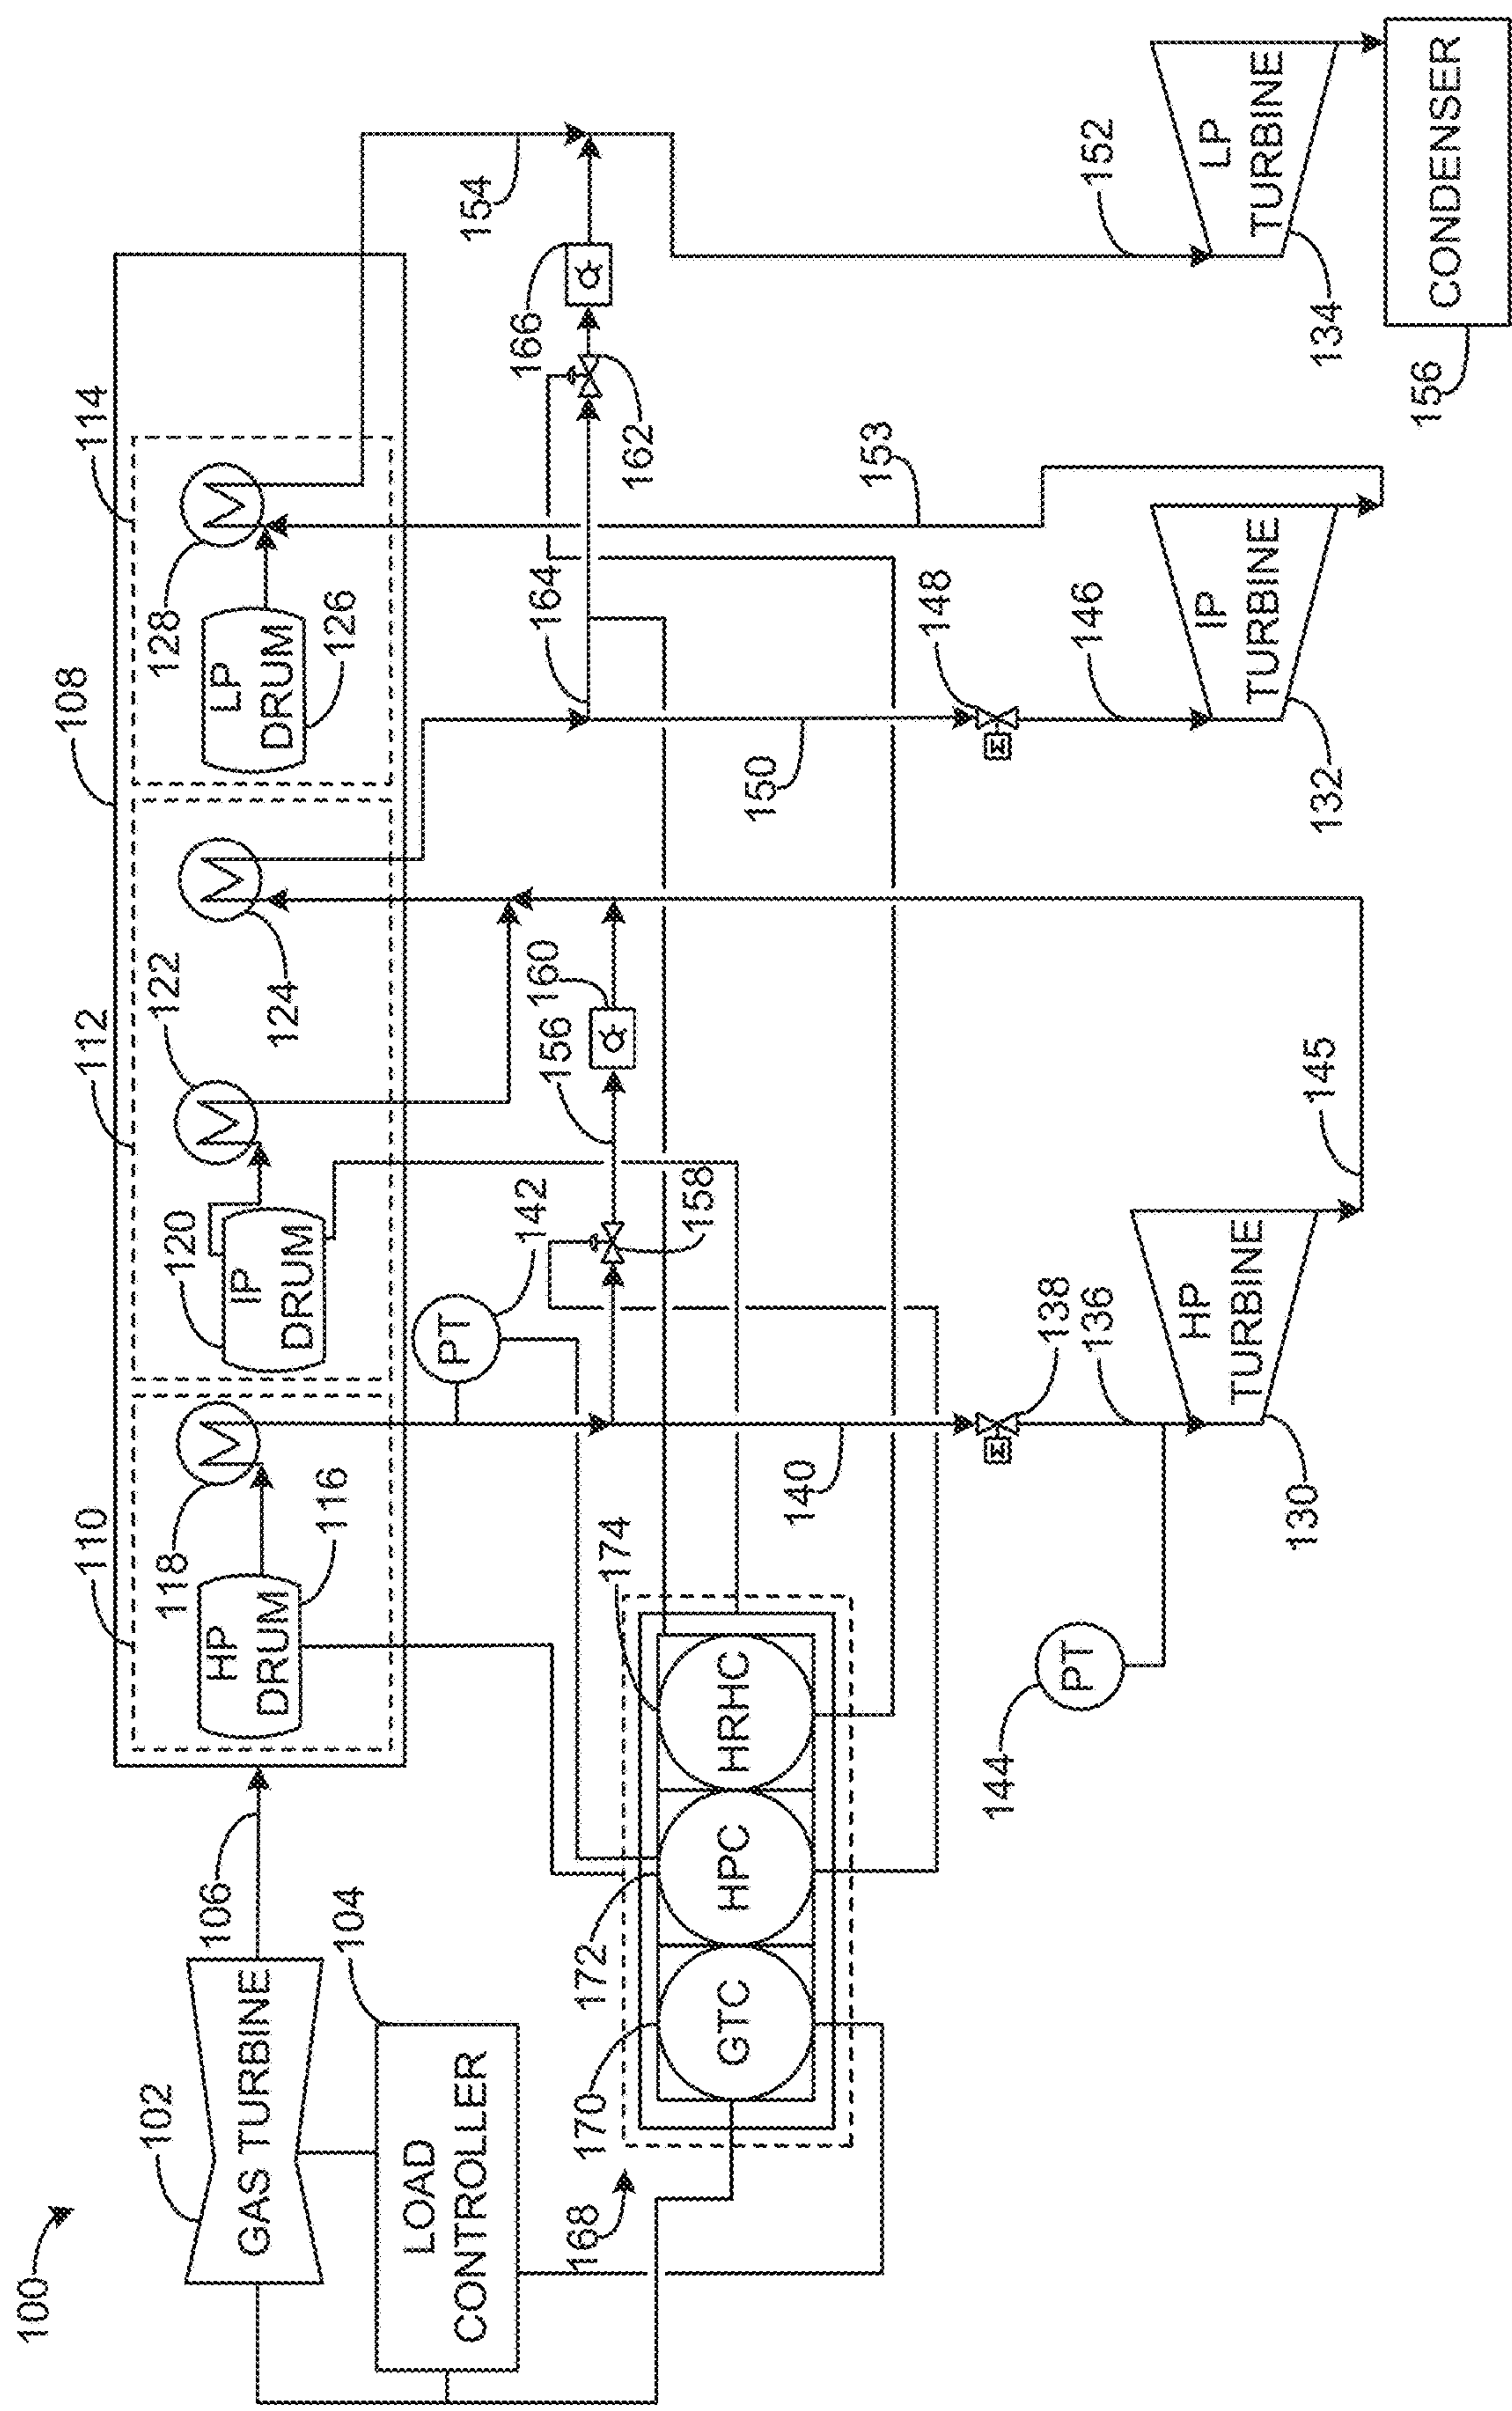 100
102
GAS TURBINE
106
104
LOAD
CONTROLLER
108
110
112
114
118
HP
DRUM
116
120
IP
DRUM
122
124
128
LP
DRUM
126
PT
142
156
160
158
164
166
162
154
168
170
172
174
GTC
HPC
HRHC
140
150
153
152
PT
144
138
136
148
146
HP
TURBINE
130
145
IP
TURBINE
132
LP
TURBINE
134
CONDENSER
156
M
M
M
M
Σ
Σ